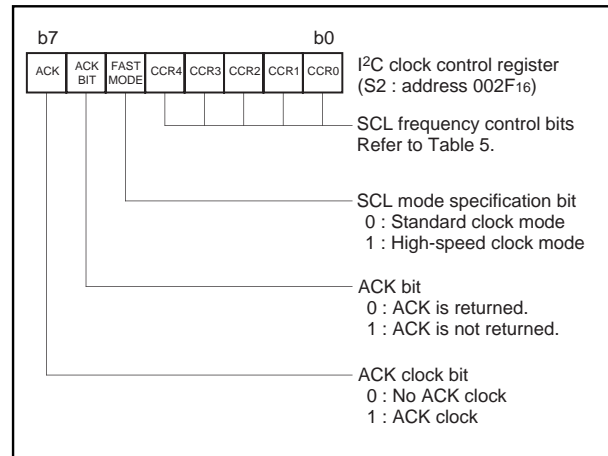 b7 b0
ACK ACK BIT FAST MODE CCR4 CCR3 CCR2 CCR1 CCR0
I²C clock control register
(S2 : address 002F16)
SCL frequency control bits
Refer to Table 5.
SCL mode specification bit
0 : Standard clock mode
1 : High-speed clock mode
ACK bit
0 : ACK is returned.
1 : ACK is not returned.
ACK clock bit
0 : No ACK clock
1 : ACK clock